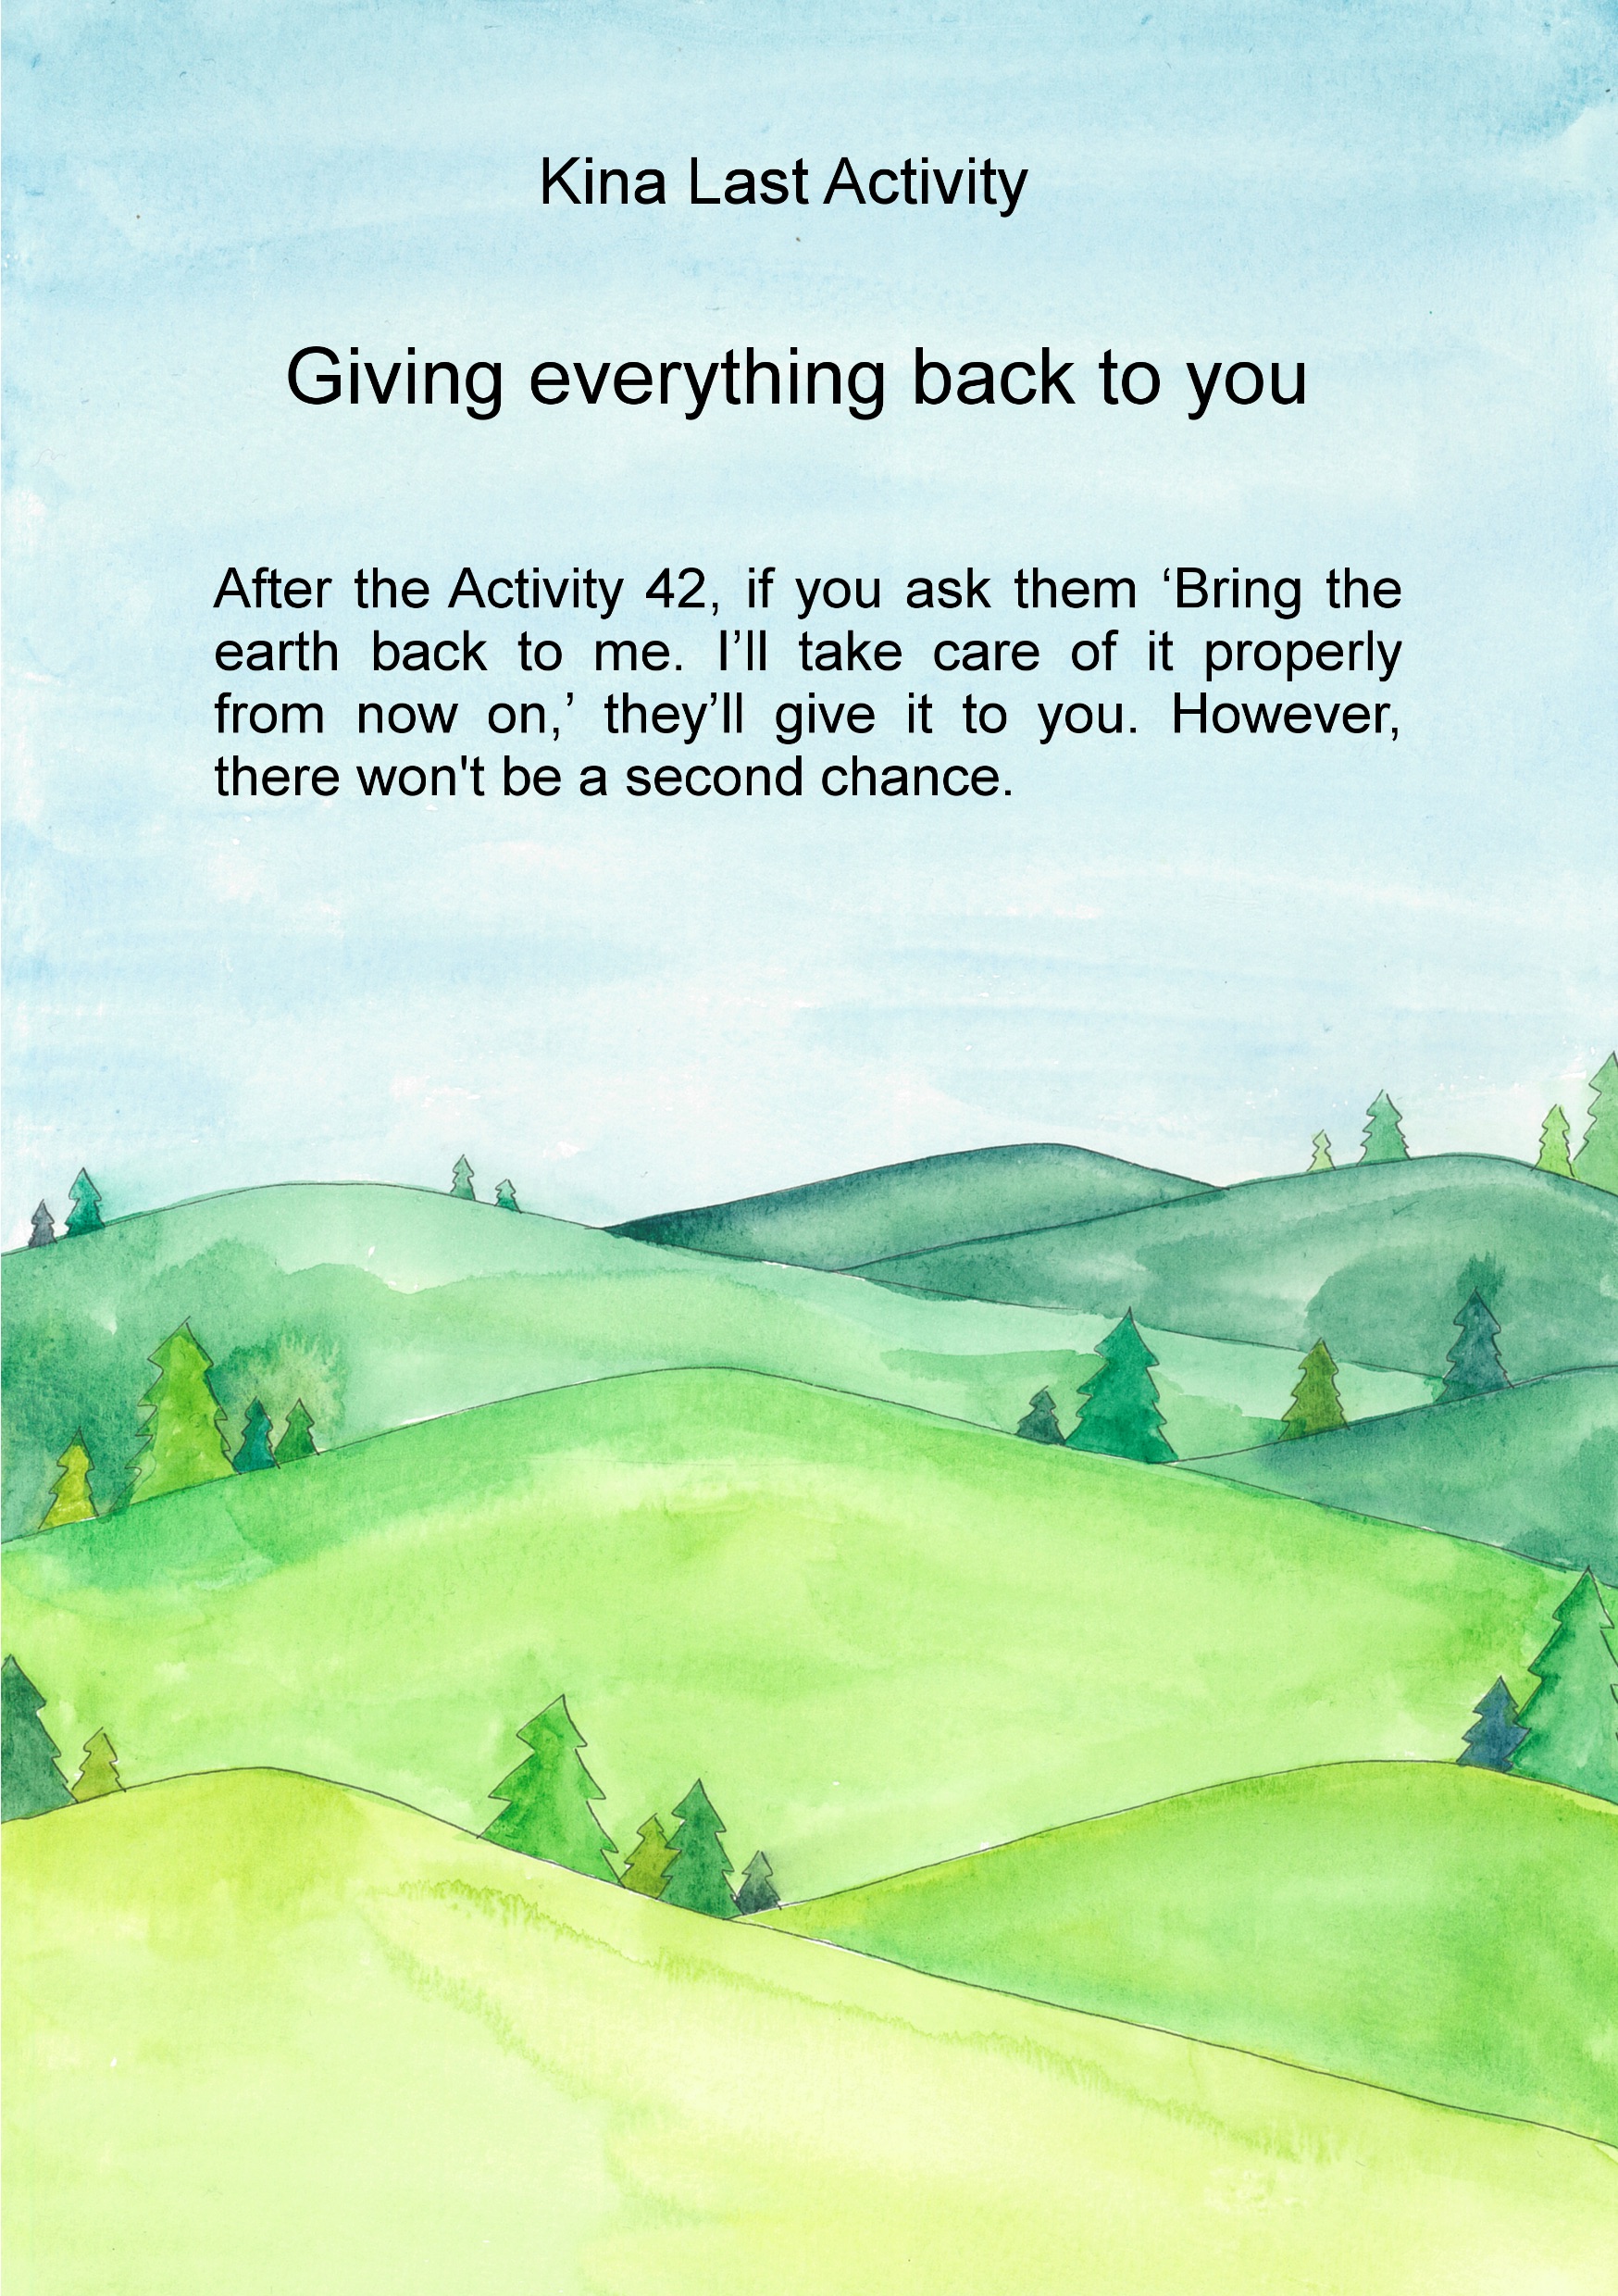 Kina Last Activity
Giving everything back to you
After the Activity 42, if you ask them ‘Bring the
earth back to me. I’ll take care of it properly
from now on,’ they’ll give it to you. However,
there won't be a second chance.